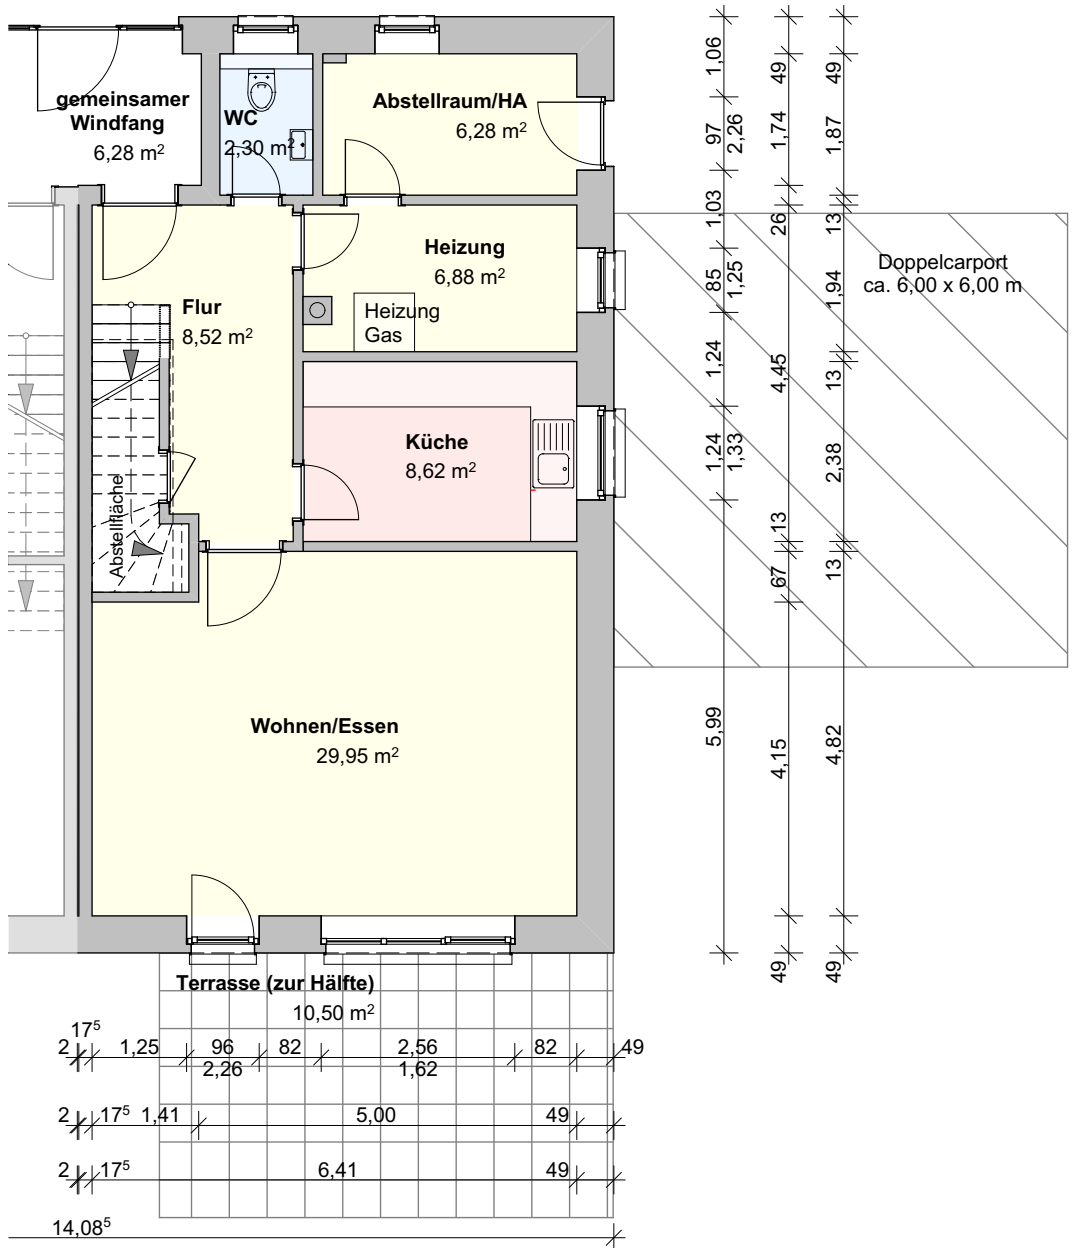 gemeinsamer
Windfang
6,28 m²
WC
2,30 m²
Abstellraum/HA
6,28 m²
Heizung
6,88 m²
Heizung
Gas
Flur
8,52 m²
Küche
8,62 m²
Abstellfläche
Wohnen/Essen
29,95 m²
Terrasse (zur Hälfte)
10,50 m²
Doppelcarport
ca. 6,00 x 6,00 m
1,06
97
2,26
1,03
85
1,25
1,24
1,24
1,33
5,99
49
1,74
26
4,45
13
67
4,15
49
49
1,87
13
1,94
13
2,38
13
4,82
49
2 17⁵ 1,25 96 82 2,56 82 49
2,26 1,62
2 17⁵ 1,41 5,00 49
2 17⁵ 6,41 49
14,08⁵